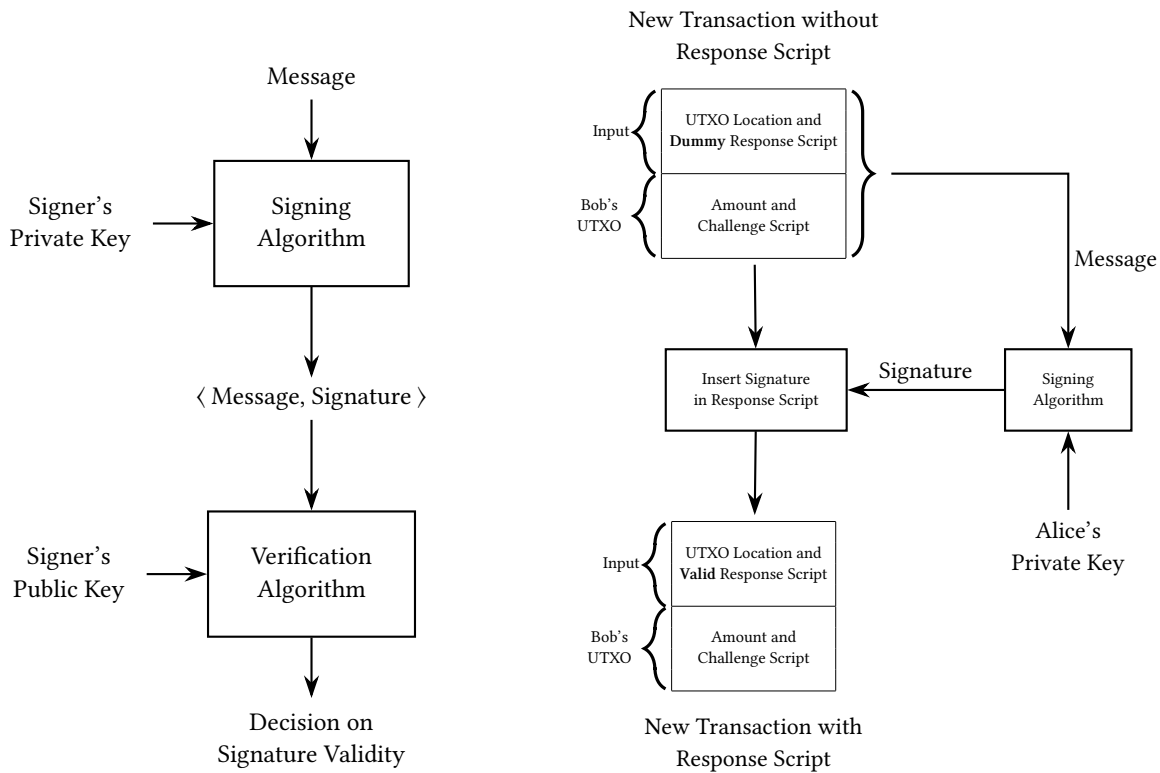 Message
Signer's
Private Key
Signing
Algorithm
⟨ Message, Signature ⟩
Signer's
Public Key
Verification
Algorithm
Decision on
Signature Validity
New Transaction without
Response Script
Input
UTXO Location and
Dummy Response Script
Bob's
UTXO
Amount and
Challenge Script
Message
Insert Signature
in Response Script
Signature
Signing
Algorithm
Alice's
Private Key
Input
UTXO Location and
Valid Response Script
Bob's
UTXO
Amount and
Challenge Script
New Transaction with
Response Script